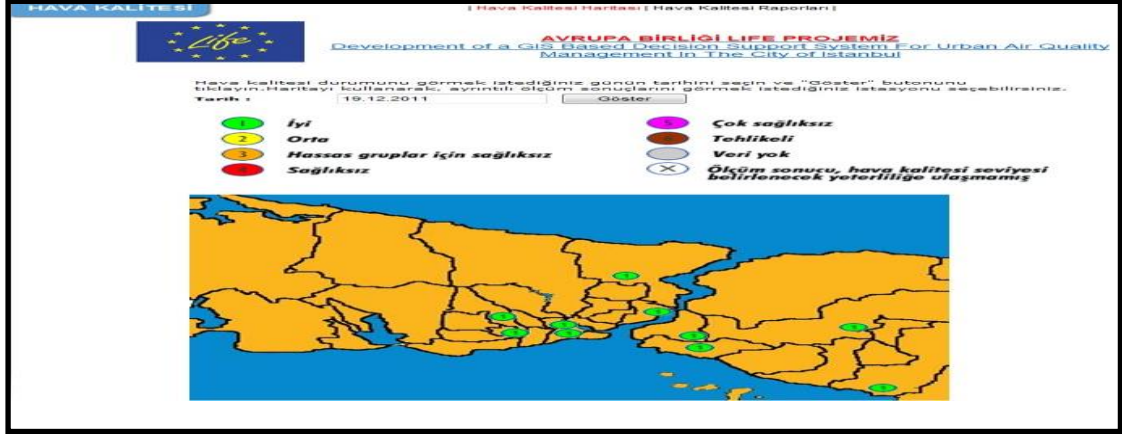 HAVA KALİTESİ
| Hava Kalitesi Haritası | Hava Kalitesi Raporları |
Life
AVRUPA BİRLİĞİ LIFE PROJEMİZ
Development of a GIS Based Decision Support System For Urban Air Quality
Management In The City of Istanbul
Hava kalitesi durumunu görmek istediğiniz günün tarihini seçin ve "Göster" butonunu
tıklayın.Haritayı kullanarak, ayrıntılı ölçüm sonuçlarını görmek istediğiniz istasyonu seçebilirsiniz.
Tarih : 19.12.2011 Göster
1 İyi
2 Orta
3 Hassas gruplar için sağlıksız
4 Sağlıksız
5 Çok sağlıksız
6 Tehlikeli
Veri yok
Ölçüm sonucu, hava kalitesi seviyesi
belirlenecek yeterliliğe ulaşmamış